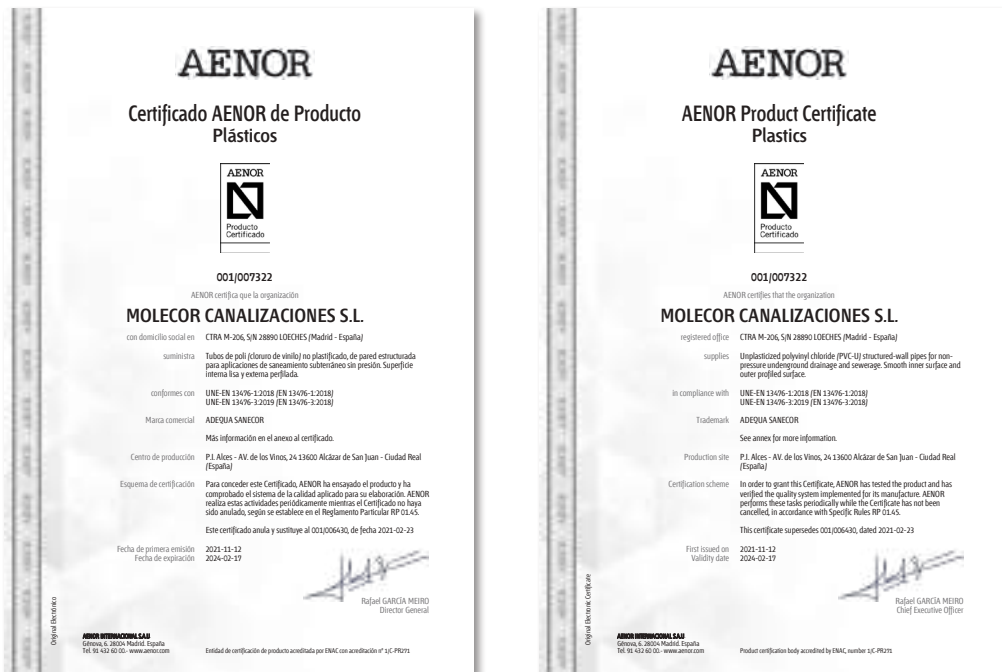 AENOR
Certificado AENOR de Producto
Plásticos
AENOR
Producto
Certificado
001/007322
AENOR certifica que la organización
MOLECOR CANALIZACIONES S.L.
con domicilio social en CTRA M-206, S/N 28890 LOECHES (Madrid - España)
suministra Tubos de poli (cloruro de vinilo) no plastificado, de pared estructurada
para aplicaciones de saneamiento subterráneo sin presión. Superficie
interna lisa y externa perfilada.
conformes con UNE-EN 13476-1:2018 (EN 13476-1:2018)
UNE-EN 13476-3:2019 (EN 13476-3:2018)
Marca comercial ADEQUA SANECOR
Más información en el anexo al certificado.
Centro de producción P.I. Alces - AV. de los Vinos, 24 13600 Alcázar de San Juan - Ciudad Real
(España)
Esquema de certificación Para conceder este Certificado, AENOR ha ensayado el producto y ha
comprobado el sistema de la calidad aplicado para su elaboración. AENOR
realiza estas actividades periódicamente mientras el Certificado no haya
sido anulado, según se establece en el Reglamento Particular RP 01.45.
Este certificado anula y sustituye al 001/006430, de fecha 2021-02-23
Fecha de primera emisión 2021-11-12
Fecha de expiración 2024-02-17
Rafael GARCÍA MEIRO
Director General
Original Electrónico
AENOR INTERNACIONAL S.A.U
Génova, 6. 28004 Madrid. España
Tel. 91 432 60 00.- www.aenor.com
Entidad de certificación de producto acreditada por ENAC con acreditación nº 1/C-PR271
AENOR
AENOR Product Certificate
Plastics
AENOR
Producto
Certificado
001/007322
AENOR certifies that the organization
MOLECOR CANALIZACIONES S.L.
registered office CTRA M-206, S/N 28890 LOECHES (Madrid - España)
supplies Unplasticized polyvinyl chloride (PVC-U) structured-wall pipes for non-
pressure underground drainage and sewerage. Smooth inner surface and
outer profiled surface.
in compliance with UNE-EN 13476-1:2018 (EN 13476-1:2018)
UNE-EN 13476-3:2019 (EN 13476-3:2018)
Trademark ADEQUA SANECOR
See annex for more information.
Production site P.I. Alces - AV. de los Vinos, 24 13600 Alcázar de San Juan - Ciudad Real
(España)
Certification scheme In order to grant this Certificate, AENOR has tested the product and has
verified the quality system implemented for its manufacture. AENOR
performs these tasks periodically while the Certificate has not been
cancelled, in accordance with Specific Rules RP 01.45.
This certificate supersedes 001/006430, dated 2021-02-23
First issued on 2021-11-12
Validity date 2024-02-17
Rafael GARCÍA MEIRO
Chief Executive Officer
Original Electronic Certificate
AENOR INTERNACIONAL S.A.U
Génova, 6. 28004 Madrid. España
Tel. 91 432 60 00.- www.aenor.com
Product certification body accredited by ENAC, number 1/C-PR271